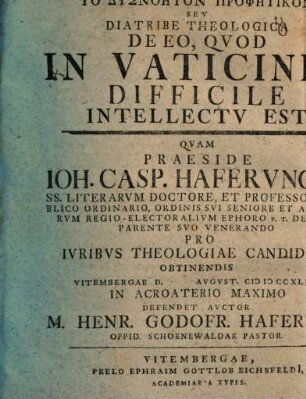 ΤΟ ΔΥΣΝΟΗΤΟΝ ΠΡΟΦΗΤΙΚΟΝ
SEV
DIATRIBE THEOLOGICA
DE EO, QVOD
IN VATICINI
DIFFICILE
INTELLECTV EST
QVAM
PRAESIDE
IOH. CASP. HAFERVNG
SS. LITERARVM DOCTORE, ET PROFESSO
BLICO ORDINARIO, ORDINIS SVI SENIORE ET A
RVM REGIO-ELECTORALIVM EPHORO P. T. DE
PARENTE SVO VENERANDO
PRO
IVRIBVS THEOLOGIAE CANDID
OBTINENDIS
VITEMBERGAE D. AVGVST. CIƆ IƆ CCXLI
IN ACROATERIO MAXIMO
DEFENDET AVCTOR
M. HENR. GODOFR. HAFER
OPPID. SCHOENEWALDAE PASTOR.
VITEMBERGAE,
PRELO EPHRAIM GOTTLOB EICHSFELDI,
ACADEMIAE A TYPIS.